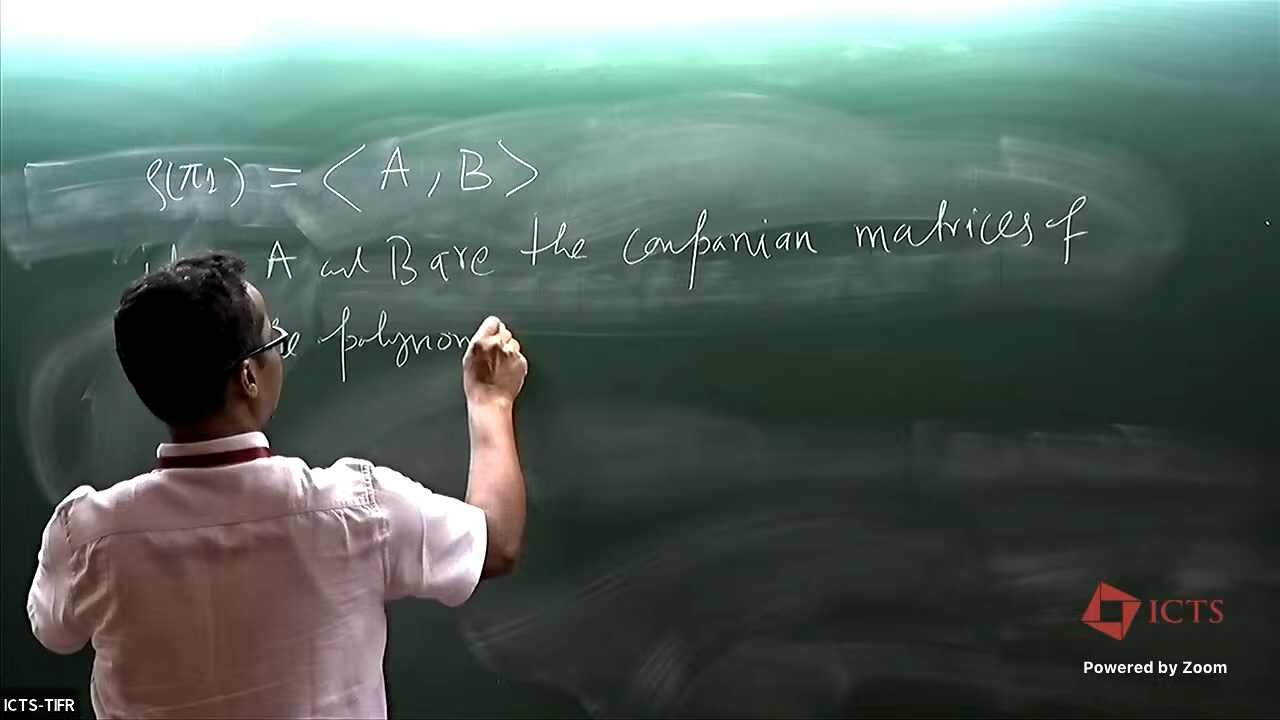 ρ(π1) = < A , B >
A and B are the companian matrices of
polynom
ICTS
Powered by Zoom
ICTS-TIFR